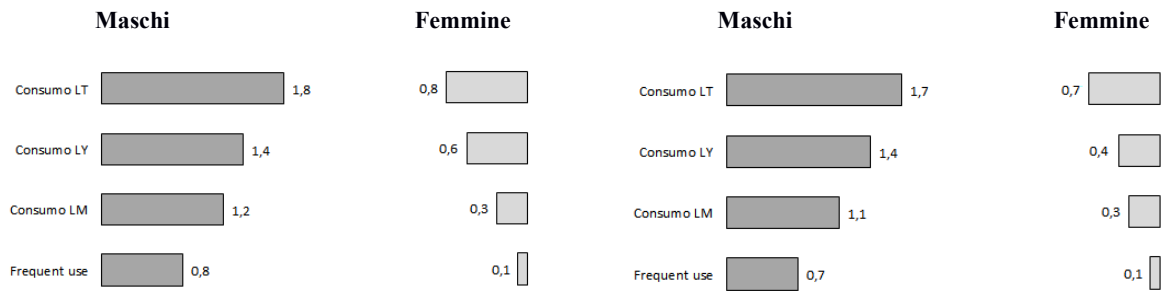 Maschi Femmine Maschi Femmine
Consumo LT 1,8 0,8 Consumo LT 1,7 0,7
Consumo LY 1,4 0,6 Consumo LY 1,4 0,4
Consumo LM 1,2 0,3 Consumo LM 1,1 0,3
Frequent use 0,8 0,1 Frequent use 0,7 0,1